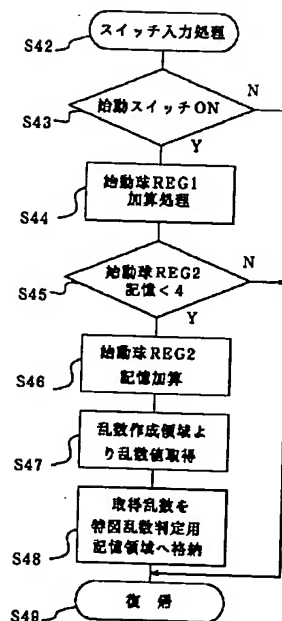 S42
スイッチ入力処理
S43
始動スイッチON
N
Y
S44
始動球REG1
加算処理
S45
始動球REG2
記憶<4
N
Y
S46
始動球REG2
記憶加算
S47
乱数作成領域よ
り乱数値取得
S48
取得乱数を
特図乱数判定用
記憶領域へ格納
S49
復帰